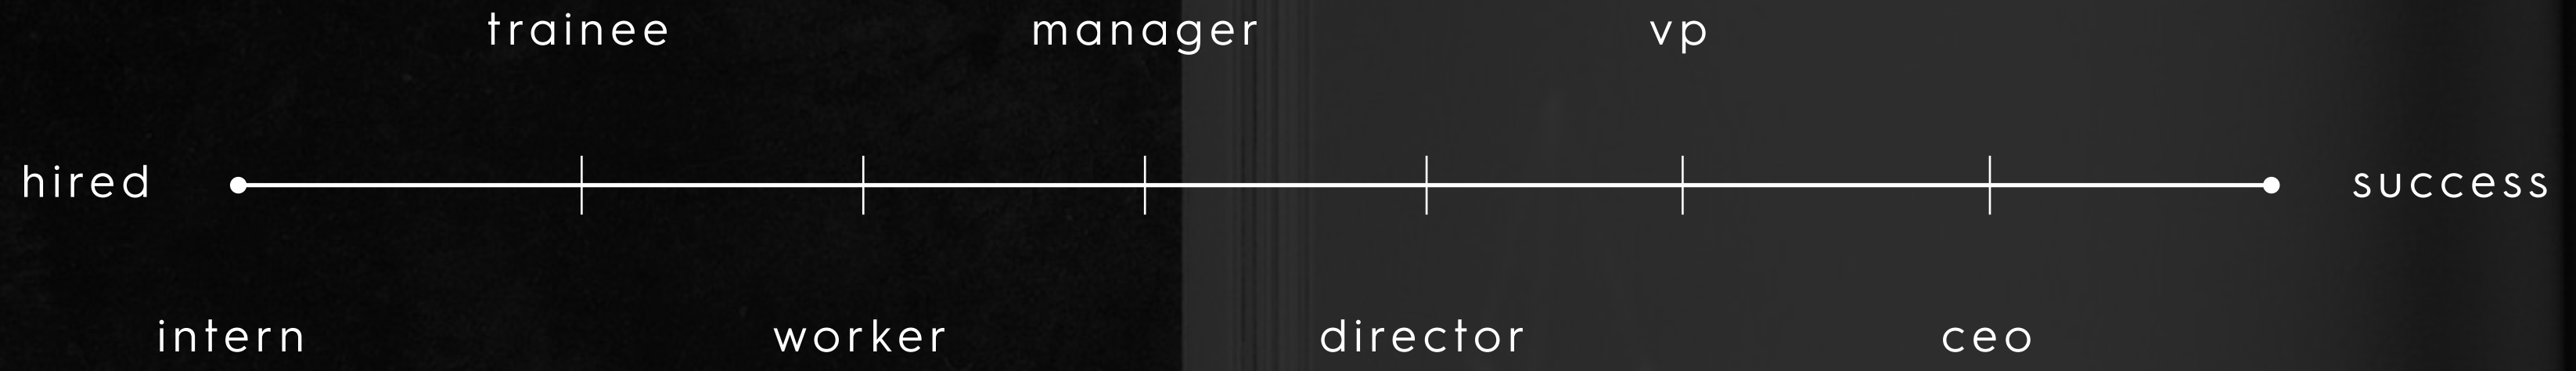 trainee manager vp
hired success
intern worker director ceo